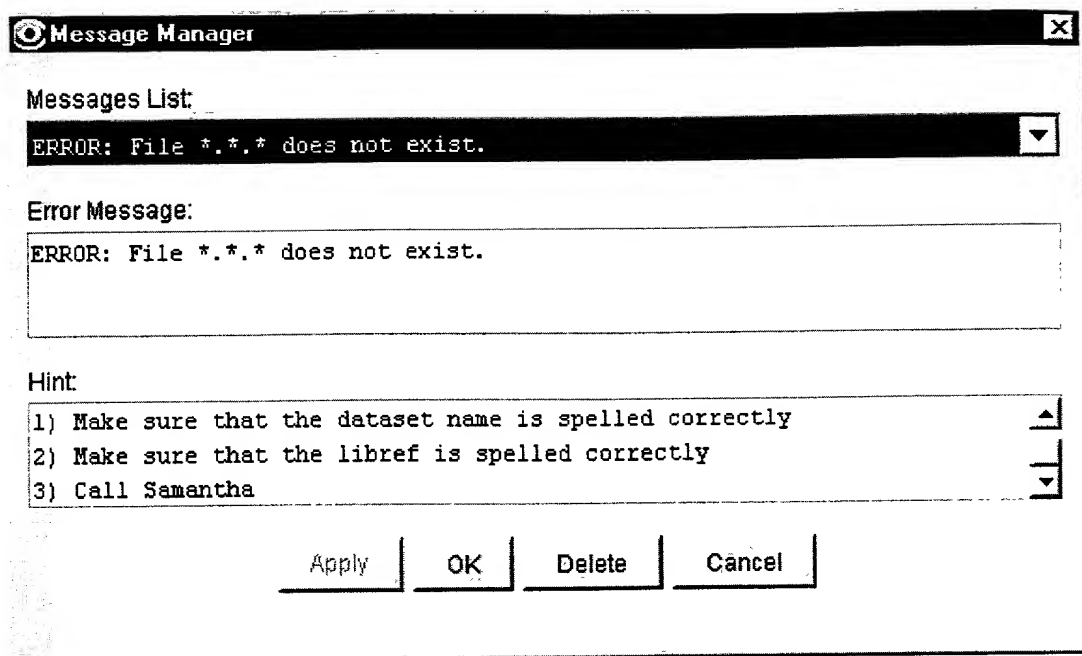 Message Manager
Messages List:
ERROR: File *.*.* does not exist.
Error Message:
ERROR: File *.*.* does not exist.
Hint:
1) Make sure that the dataset name is spelled correctly
2) Make sure that the libref is spelled correctly
3) Call Samantha
Apply OK Delete Cancel